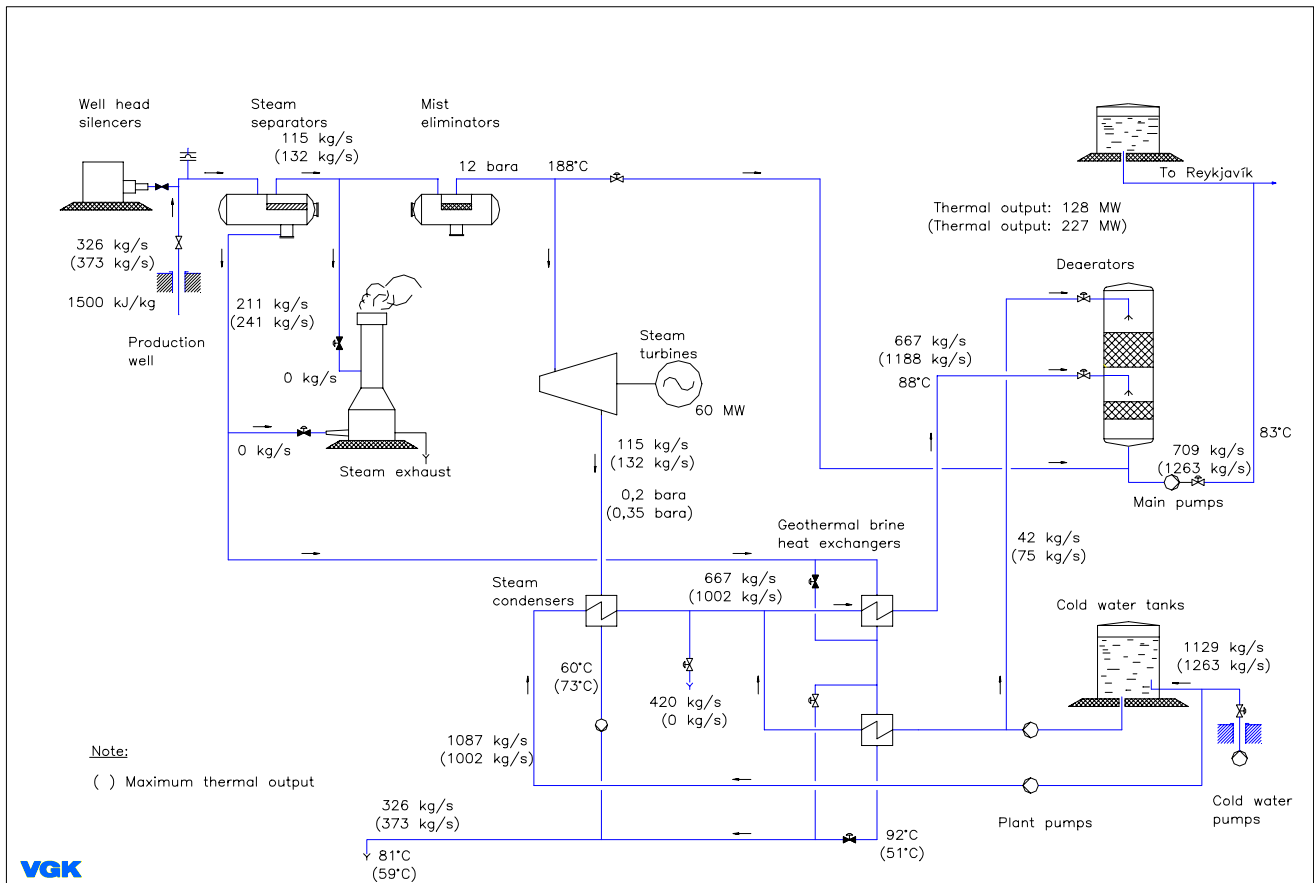 Well head
silencers
Steam
separators
115 kg/s
(132 kg/s)
Mist
eliminators
12 bara
188°C
To Reykjavík
Thermal output: 128 MW
(Thermal output: 227 MW)
326 kg/s
(373 kg/s)
1500 kJ/kg
Production
well
211 kg/s
(241 kg/s)
0 kg/s
0 kg/s
Steam exhaust
Steam
turbines
60 MW
115 kg/s
(132 kg/s)
0,2 bara
(0,35 bara)
Deaerators
667 kg/s
(1188 kg/s)
88°C
83°C
709 kg/s
(1263 kg/s)
Main pumps
Geothermal brine
heat exchangers
42 kg/s
(75 kg/s)
Steam
condensers
667 kg/s
(1002 kg/s)
Cold water tanks
1129 kg/s
(1263 kg/s)
60°C
(73°C)
420 kg/s
(0 kg/s)
1087 kg/s
(1002 kg/s)
Note:
( ) Maximum thermal output
326 kg/s
(373 kg/s)
81°C
(59°C)
92°C
(51°C)
Plant pumps
Cold water
pumps
VGK